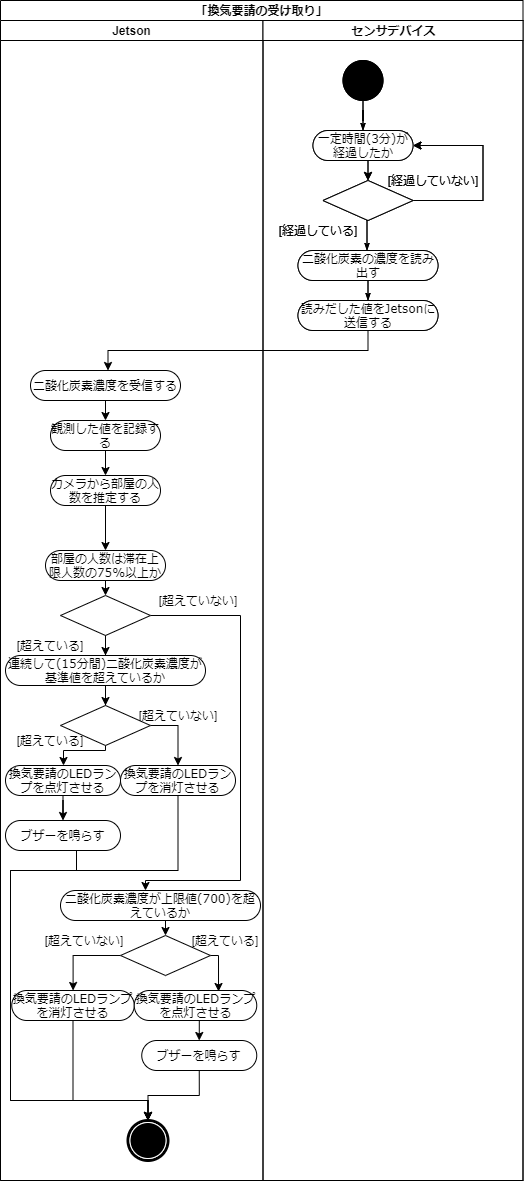 「換気要請の受け取り」
Jetson
センサデバイス
一定時間(3分)が
経過したか
[経過していない]
[経過している]
二酸化炭素の濃度を読み
出す
読みだした値をJetsonに
送信する
二酸化炭素濃度を受信する
観測した値を記録す
る
カメラから部屋の人
数を推定する
部屋の人数は滞在上
限人数の75%以上か
[超えていない]
[超えている]
連続して(15分間)二酸化炭素濃度が
基準値を超えているか
[超えていない]
[超えている]
換気要請のLEDラン
プを点灯させる
換気要請のLEDラン
プを消灯させる
ブザーを鳴らす
二酸化炭素濃度が上限値(700)を超
えているか
[超えていない]
[超えている]
換気要請のLEDランプ
を消灯させる
換気要請のLEDランプ
を点灯させる
ブザーを鳴らす